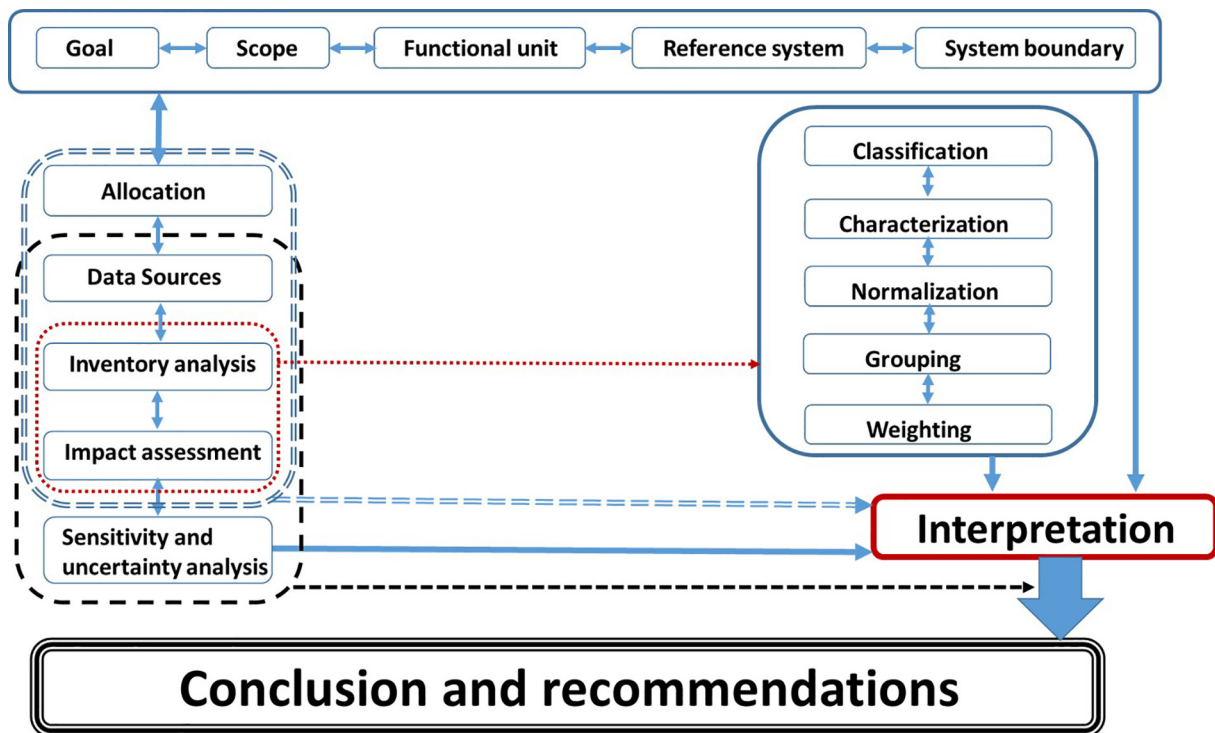 Goal
Scope
Functional unit
Reference system
System boundary
Allocation
Data Sources
Inventory analysis
Impact assessment
Sensitivity and
uncertainty analysis
Classification
Characterization
Normalization
Grouping
Weighting
Interpretation
Conclusion and recommendations